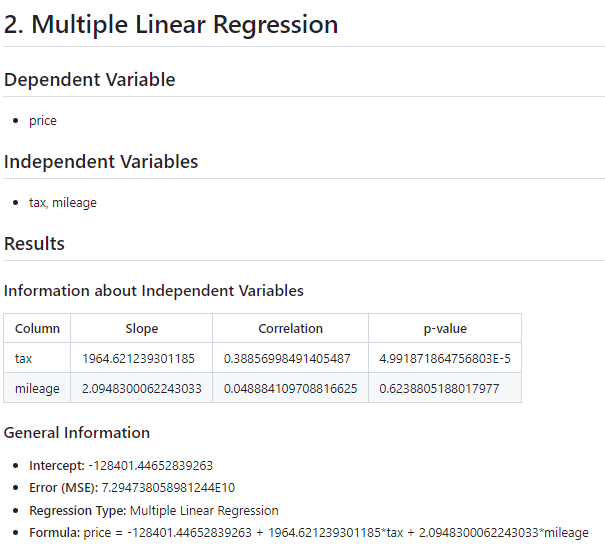 2. Multiple Linear Regression
Dependent Variable
• price
Independent Variables
• tax, mileage
Results
Information about Independent Variables
Column Slope Correlation p-value
tax 1964.621239301185 0.38856998491405487 4.991871864756803E-5
mileage 2.0948300062243033 0.048884109708816625 0.6238805188017977
General Information
• Intercept: -128401.44652839263
• Error (MSE): 7.294738058981244E10
• Regression Type: Multiple Linear Regression
• Formula: price = -128401.44652839263 + 1964.621239301185*tax + 2.0948300062243033*mileage